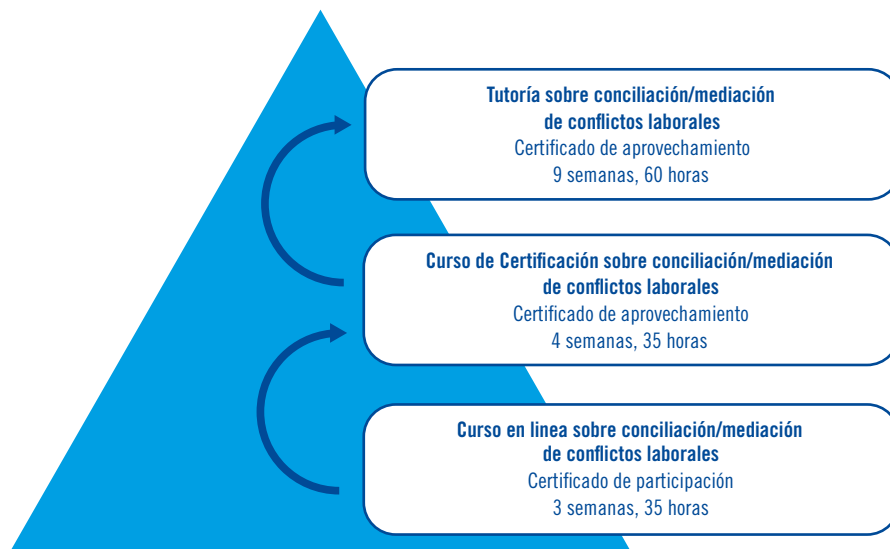 Tutoría sobre conciliación/mediación
de conflictos laborales
Certificado de aprovechamiento
9 semanas, 60 horas
Curso de Certificación sobre conciliación/mediación
de conflictos laborales
Certificado de aprovechamiento
4 semanas, 35 horas
Curso en linea sobre conciliación/mediación
de conflictos laborales
Certificado de participación
3 semanas, 35 horas